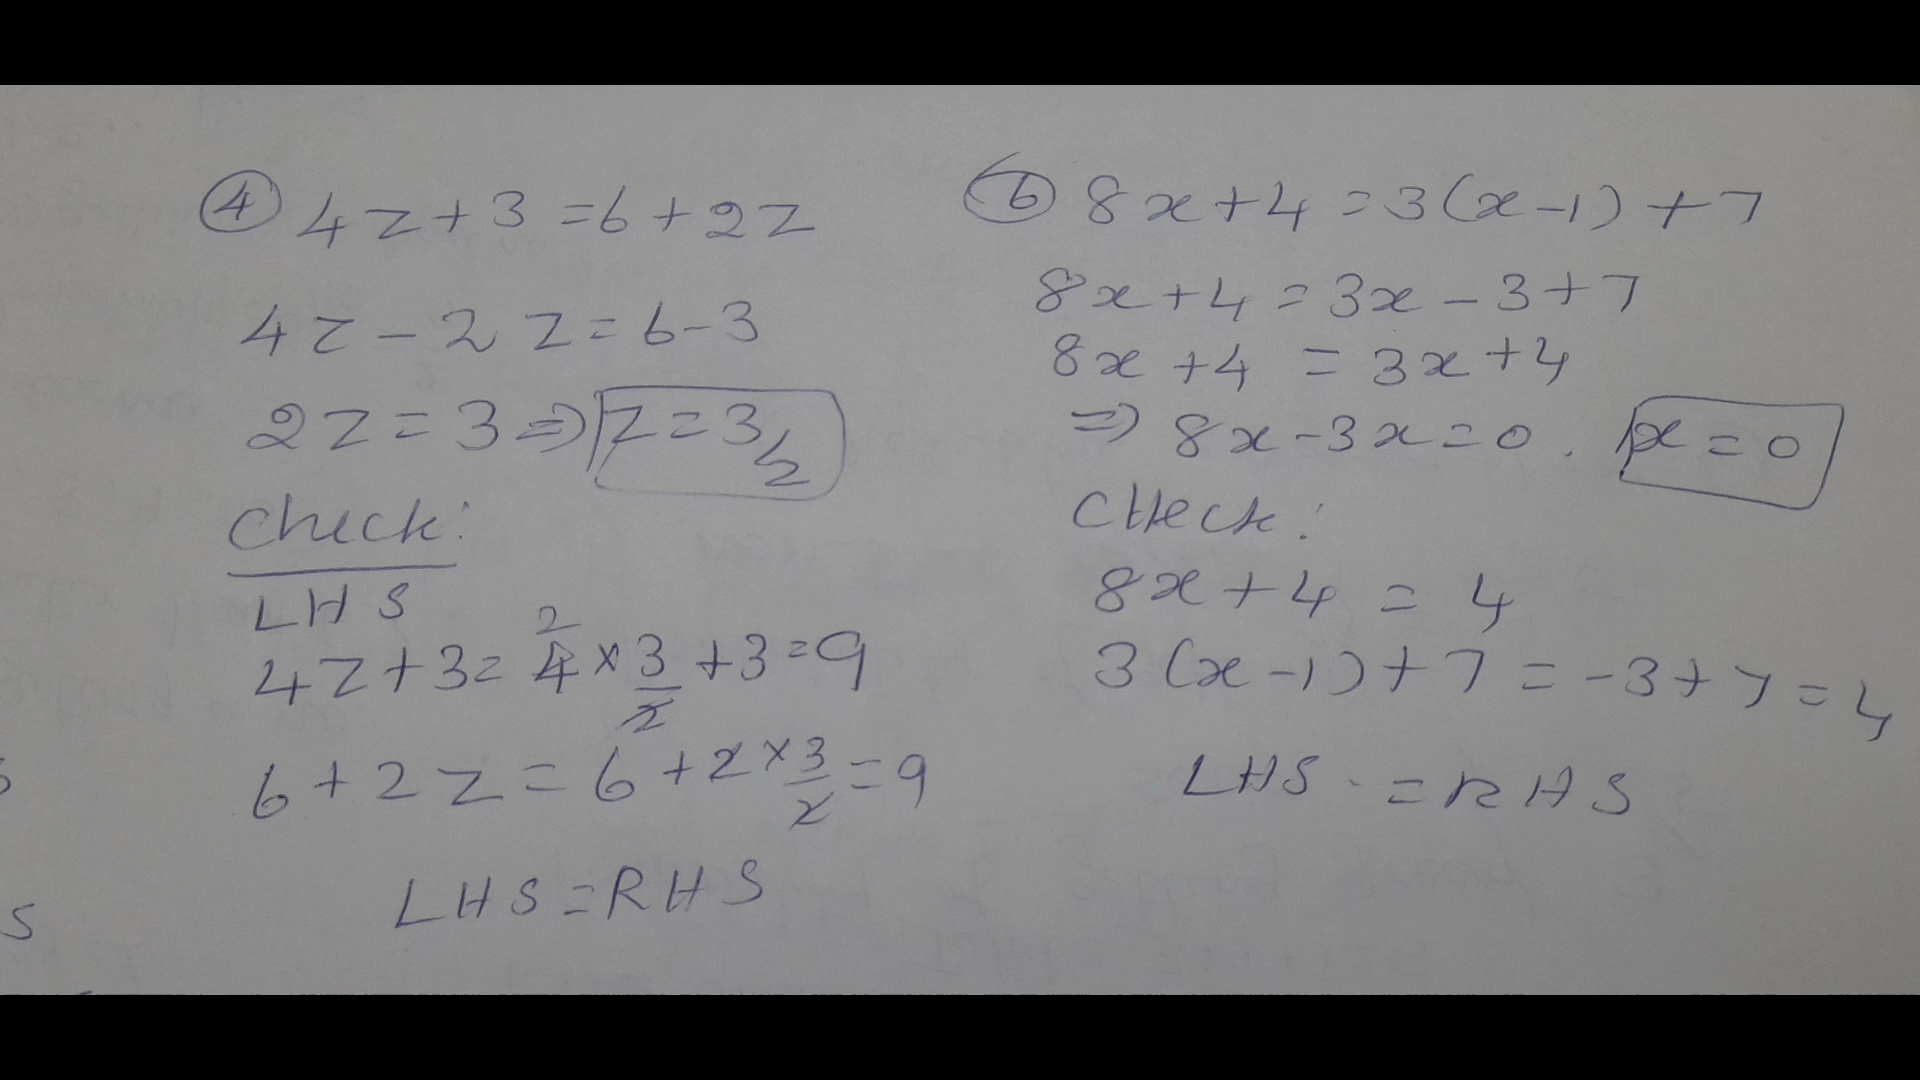 ④ 4z+3=6+2z
4z-2z=6-3
2z=3⇒ z=3/2
Check:
LHS
4z+3= 4×3/2+3=9
2
6+2z=6+2×3/2=9
LHS=RHS
⑥ 8x+4=3(x-1)+7
8x+4=3x-3+7
8x+4=3x+4
⇒ 8x-3x=0. x=0
CHeck:
8x+4=4
3(x-1)+7=-3+7=4
LHS=RHS
S